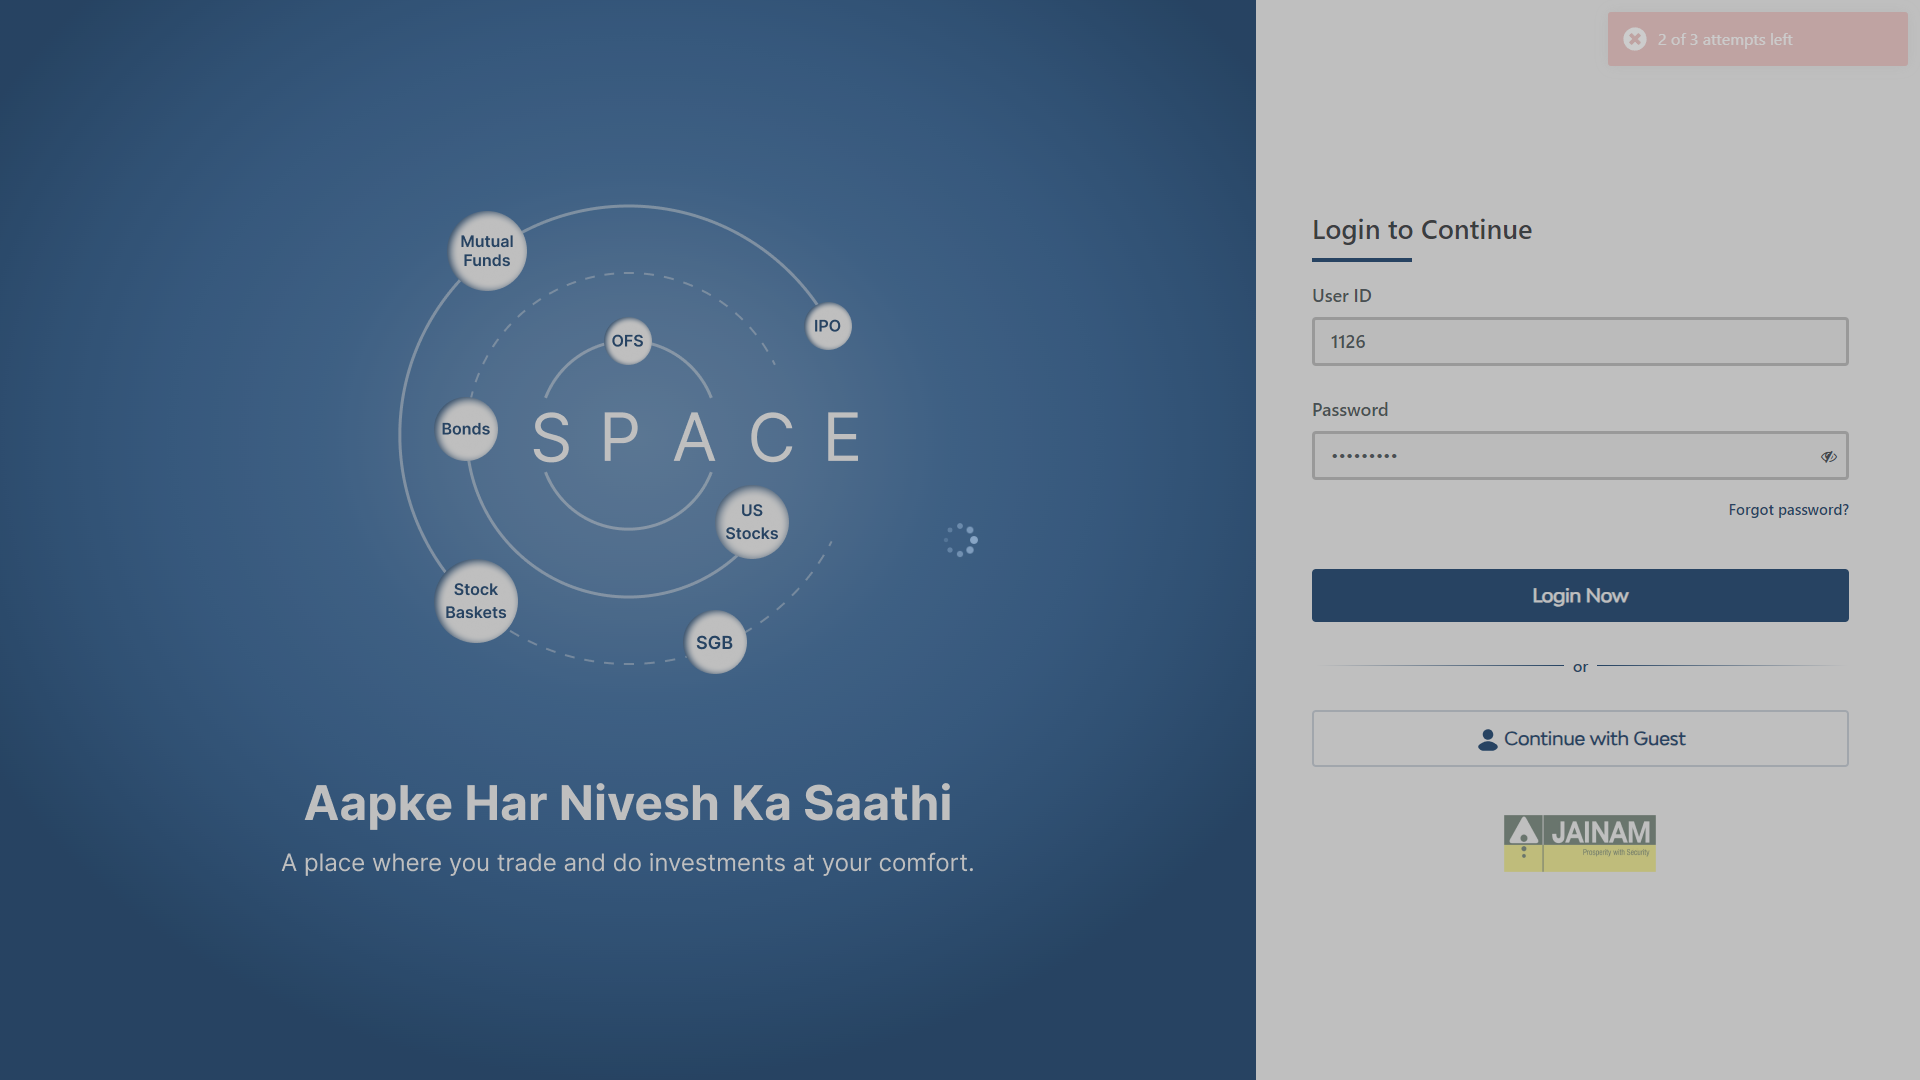 2 of 3 attempts left
Mutual
Funds
IPO
OFS
Bonds
SPACE
US
Stocks
Stock
Baskets
SGB
Aapke Har Nivesh Ka Saathi
A place where you trade and do investments at your comfort.
Login to Continue
User ID
1126
Password
•••••••••
Forgot password?
Login Now
or
Continue with Guest
JAINAM
Prosperity with Security